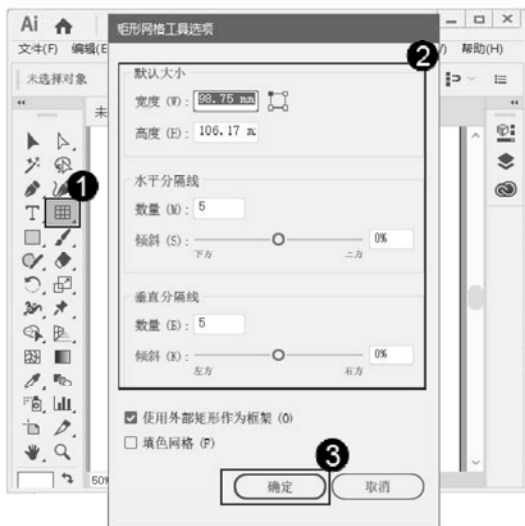 Ai
矩形网格工具选项
文件(F) 编辑(E
帮助(H)
2
未选择对象
默认大小
宽度 (W): 98.75 mm
未
高度 (H): 106.17 m
1
水平分隔线
数量 (M): 5
倾斜 (S): 0%
下方 上方
垂直分隔线
数量 (B): 5
倾斜 (K): 0%
左方 右方
使用外部矩形作为框架 (O)
填色网格 (F)
3
50%
确定 取消